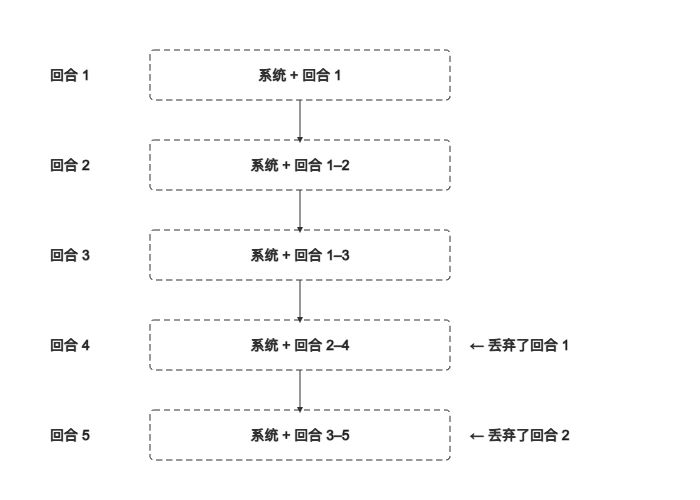 回合 1 系统 + 回合 1
回合 2 系统 + 回合 1–2
回合 3 系统 + 回合 1–3
回合 4 系统 + 回合 2–4 ← 丢弃了回合 1
回合 5 系统 + 回合 3–5 ← 丢弃了回合 2